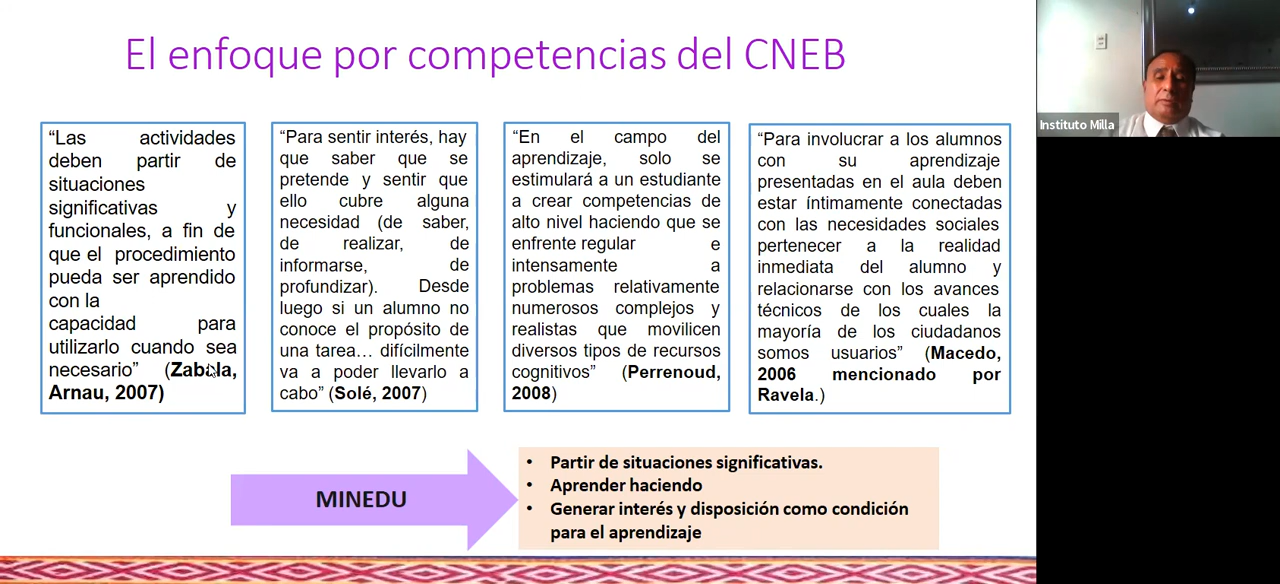 El enfoque por competencias del CNEB
“Las actividades
deben partir de
situaciones
significativas y
funcionales, a fin de
que el procedimiento
pueda ser aprendido
con la
capacidad para
utilizarlo cuando sea
necesario” (Zabala,
Arnau, 2007)
“Para sentir interés, hay
que saber que se
pretende y sentir que
ello cubre alguna
necesidad (de saber,
de realizar, de
informarse, de
profundizar). Desde
luego si un alumno no
conoce el propósito de
una tarea… difícilmente
va a poder llevarlo a
cabo” (Solé, 2007)
“En el campo del
aprendizaje, solo se
estimulará a un estudiante
a crear competencias de
alto nivel haciendo que se
enfrente regular e
intensamente a
problemas relativamente
numerosos complejos y
realistas que movilicen
diversos tipos de recursos
cognitivos” (Perrenoud,
2008)
“Para involucrar a los alumnos
con su aprendizaje
presentadas en el aula deben
estar íntimamente conectadas
con las necesidades sociales
pertenecer a la realidad
inmediata del alumno y
relacionarse con los avances
técnicos de los cuales la
mayoría de los ciudadanos
somos usuarios” (Macedo,
2006 mencionado por
Ravela.)
MINEDU
• Partir de situaciones significativas.
• Aprender haciendo
• Generar interés y disposición como condición
para el aprendizaje
Instituto Milla